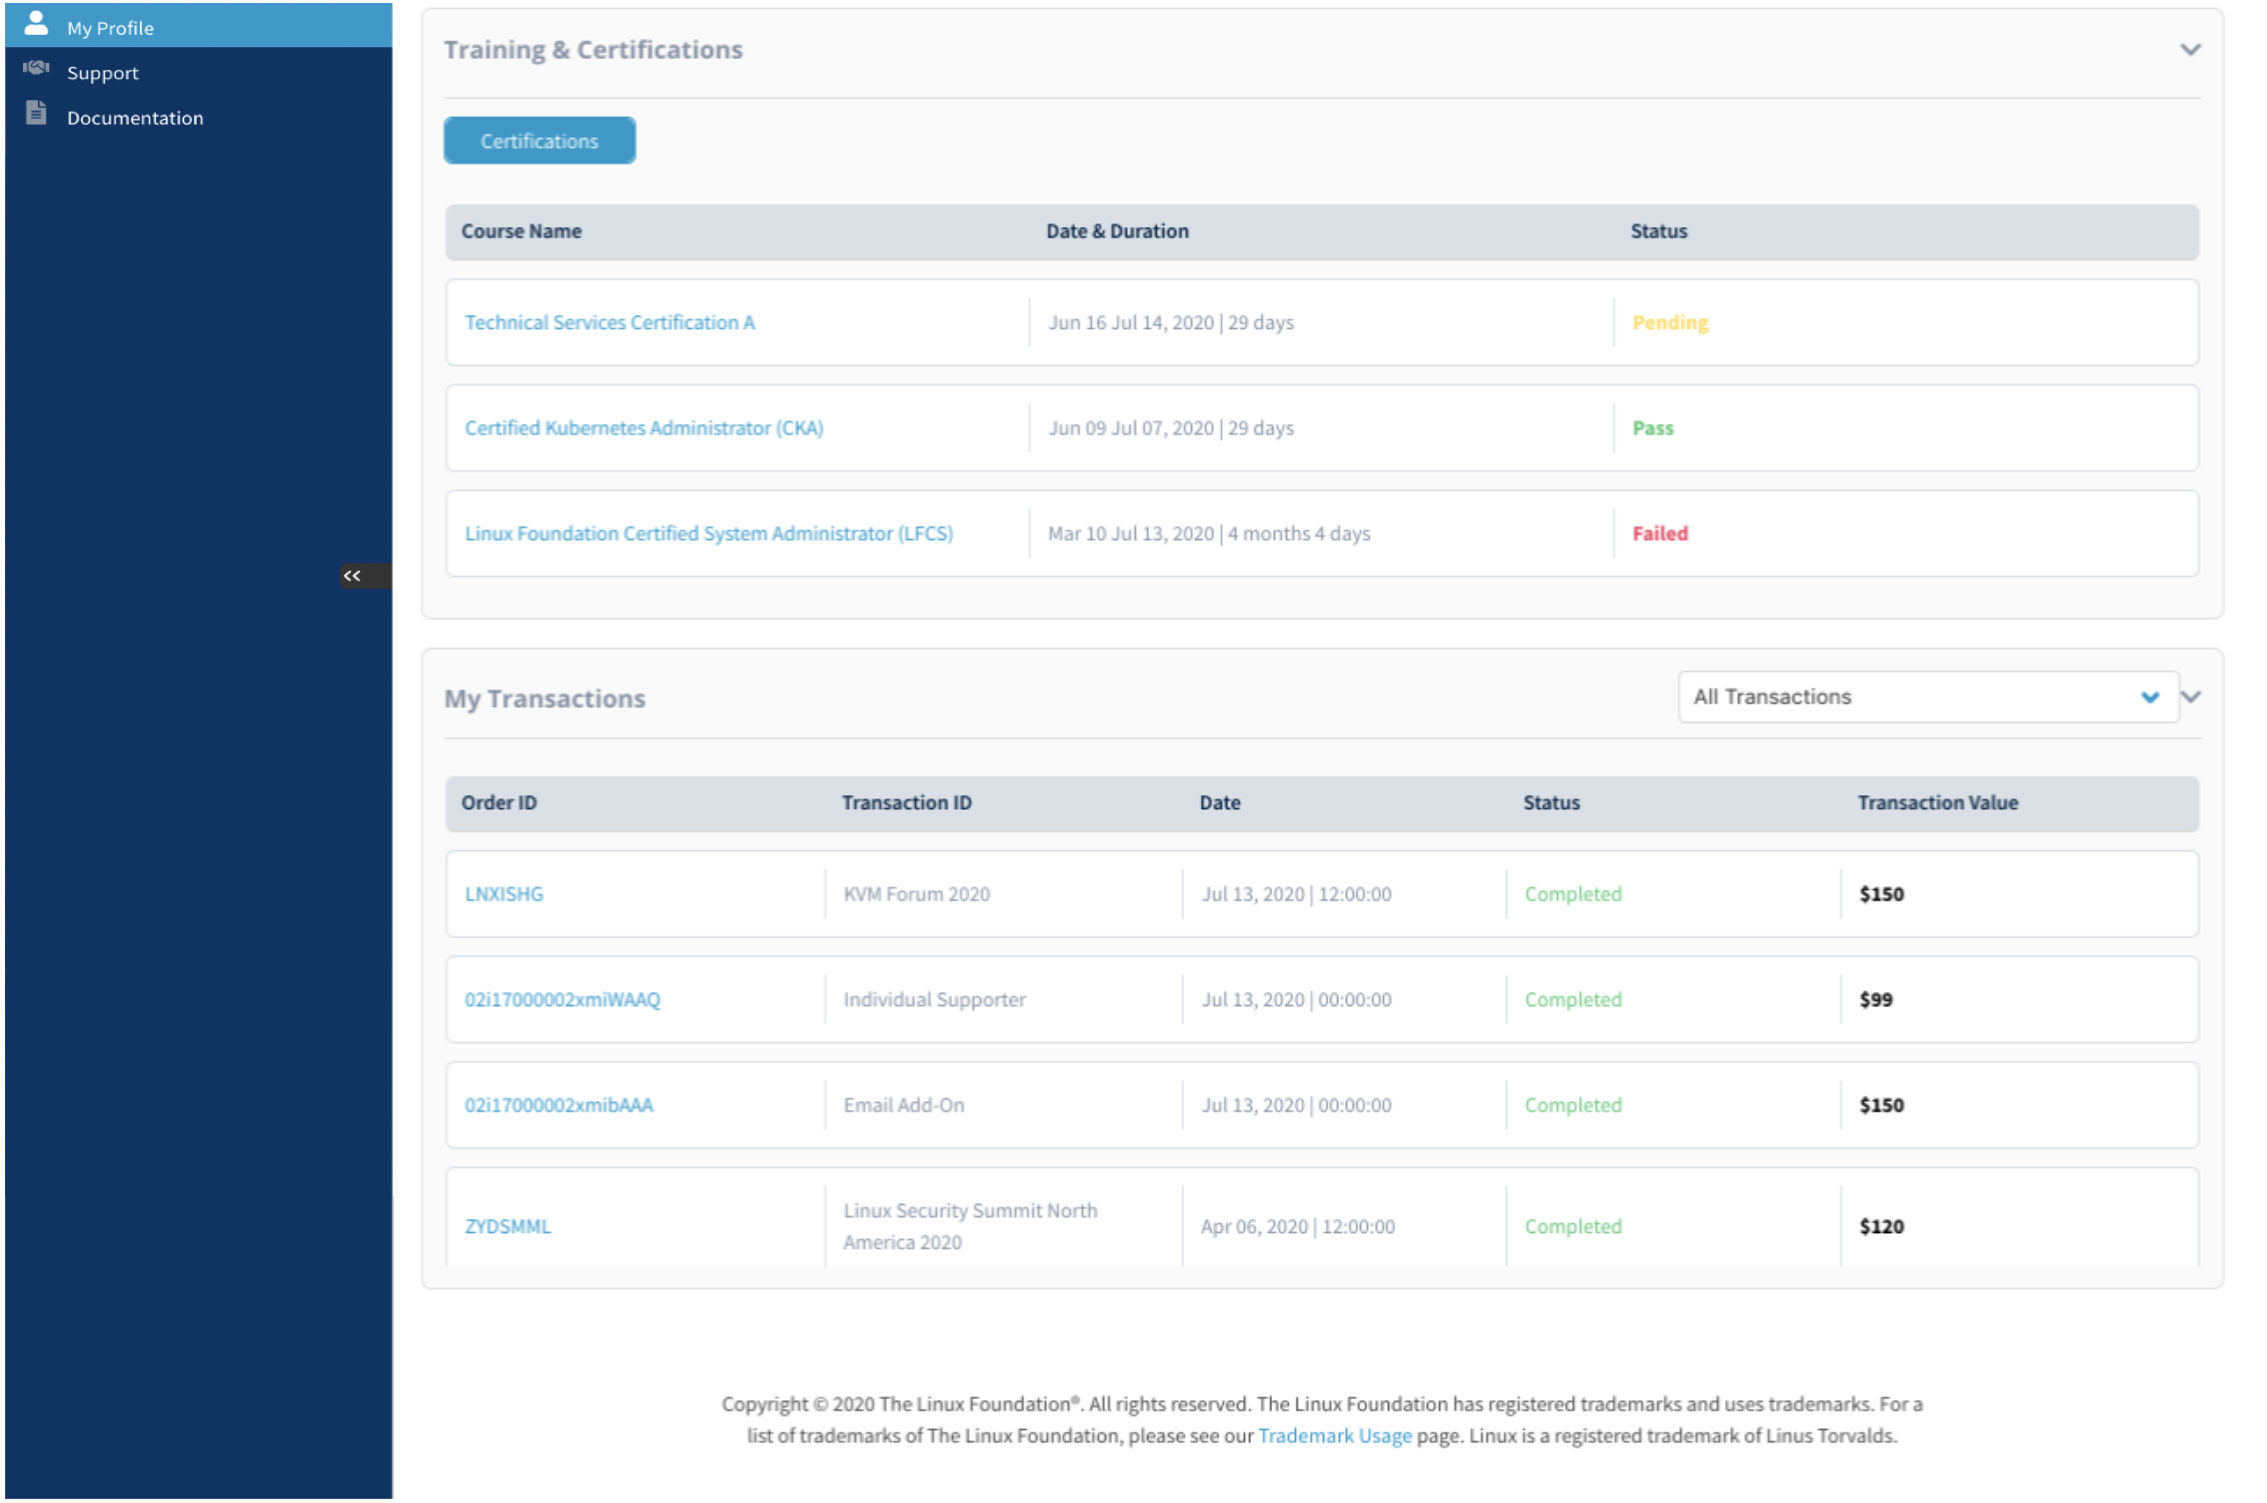 My Profile
Support
Documentation
<<
Training & Certifications
Certifications
Course Name Date & Duration Status
Technical Services Certification A Jun 16 Jul 14, 2020 | 29 days Pending
Certified Kubernetes Administrator (CKA) Jun 09 Jul 07, 2020 | 29 days Pass
Linux Foundation Certified System Administrator (LFCS) Mar 10 Jul 13, 2020 | 4 months 4 days Failed
My Transactions All Transactions
Order ID Transaction ID Date Status Transaction Value
LNXISHG KVM Forum 2020 Jul 13, 2020 | 12:00:00 Completed $150
02i17000002xmiWAAQ Individual Supporter Jul 13, 2020 | 00:00:00 Completed $99
02i17000002xmibAAA Email Add-On Jul 13, 2020 | 00:00:00 Completed $150
ZYDSMML Linux Security Summit North
America 2020 Apr 06, 2020 | 12:00:00 Completed $120
Copyright © 2020 The Linux Foundation®. All rights reserved. The Linux Foundation has registered trademarks and uses trademarks. For a
list of trademarks of The Linux Foundation, please see our Trademark Usage page. Linux is a registered trademark of Linus Torvalds.